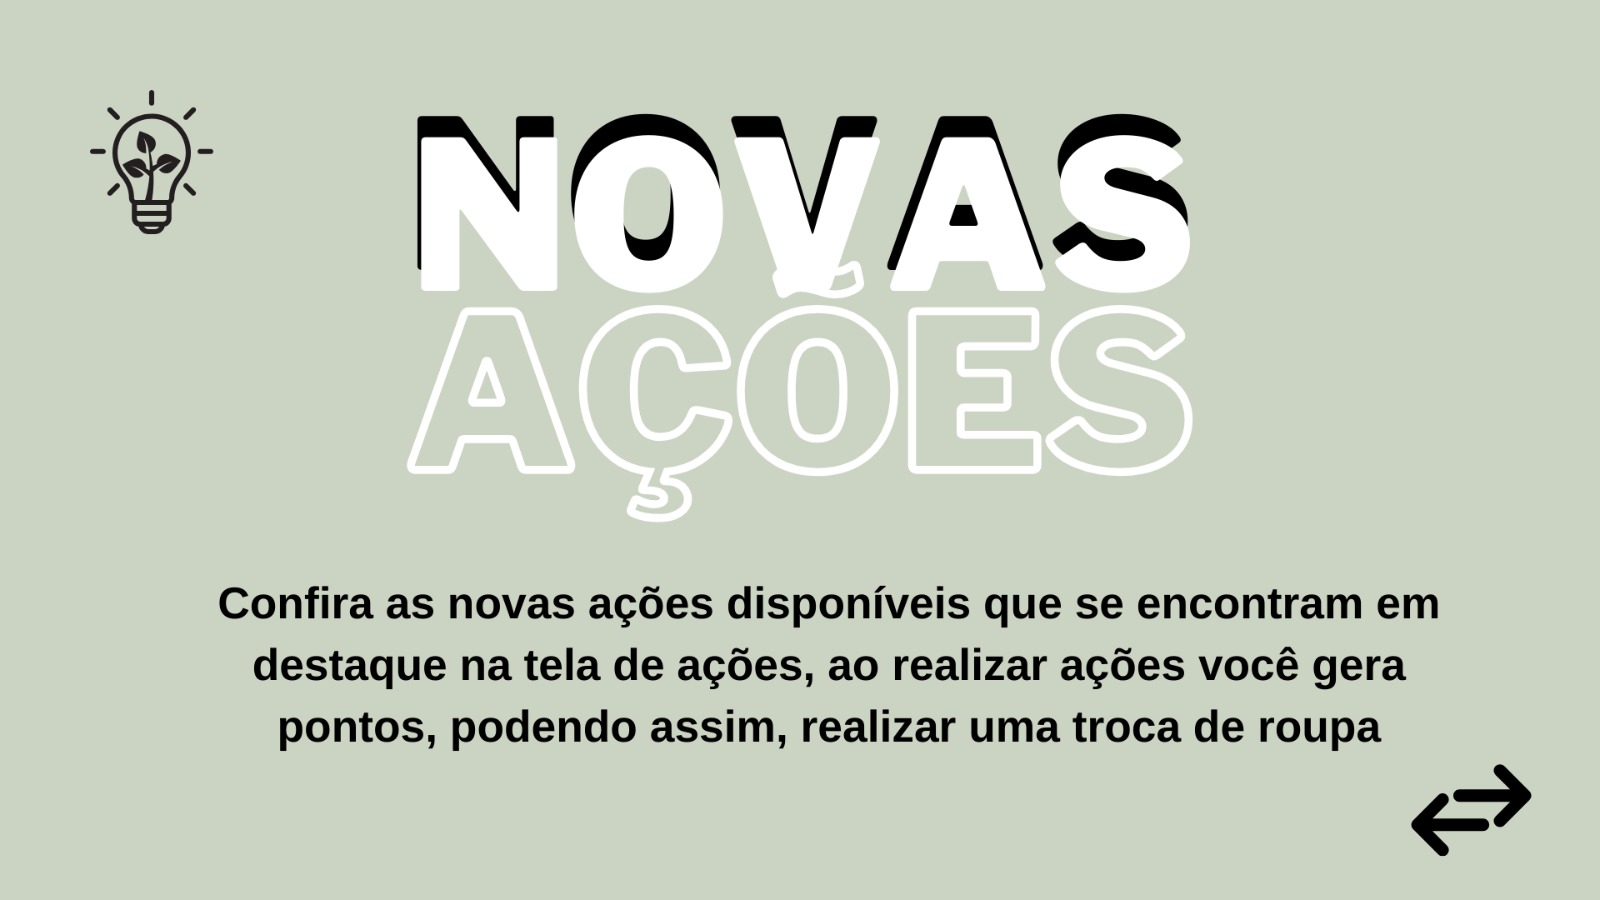 NOVAS
AÇÕES
Confira as novas ações disponíveis que se encontram em
destaque na tela de ações, ao realizar ações você gera
pontos, podendo assim, realizar uma troca de roupa